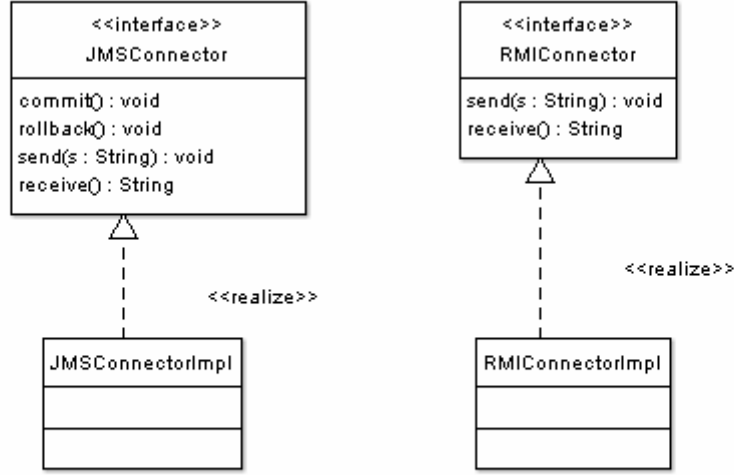 <<interface>>
JMSConnector
commit() : void
rollback() : void
send(s : String) : void
receive() : String
<<realize>>
JMSConnectorImpl
<<interface>>
RMIConnector
send(s : String) : void
receive() : String
<<realize>>
RMIConnectorImpl